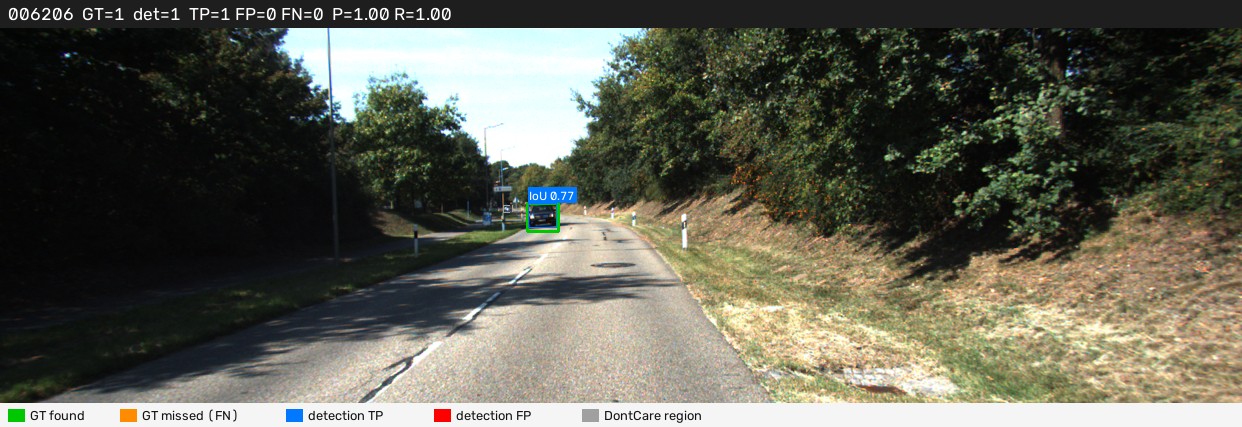 006206 GT=1 det=1 TP=1 FP=0 FN=0 P=1.00 R=1.00
IoU 0.77
GT found
GT missed (FN)
detection TP
detection FP
DontCare region